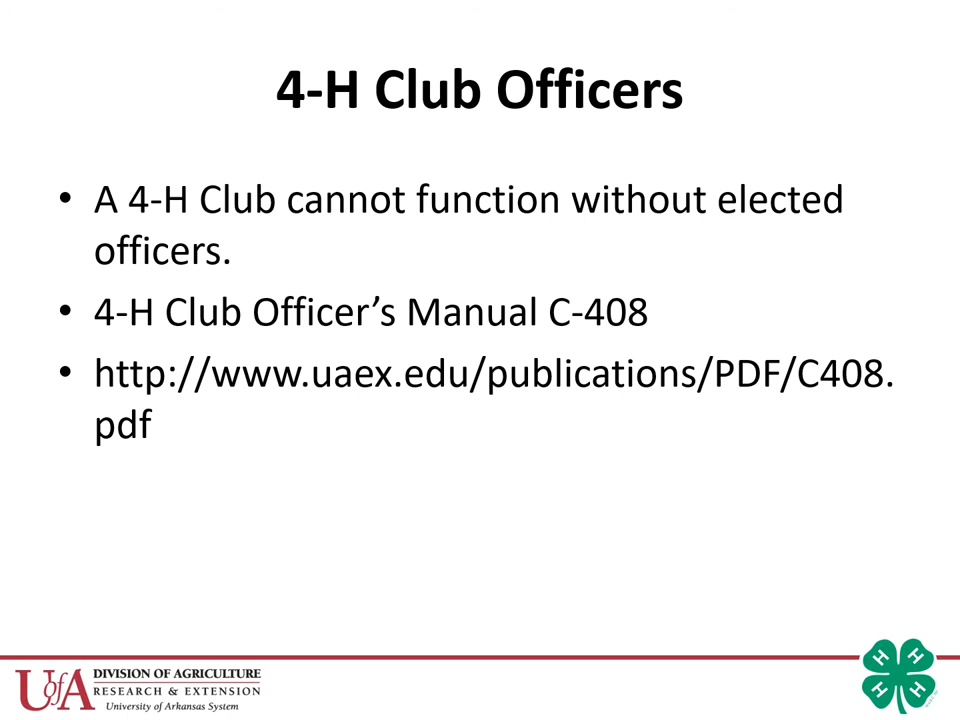 4-H Club Officers
• A 4-H Club cannot function without elected
officers.
• 4-H Club Officer’s Manual C-408
• http://www.uaex.edu/publications/PDF/C408.
pdf
UofA
DIVISION OF AGRICULTURE
RESEARCH & EXTENSION
University of Arkansas System
H H
H H